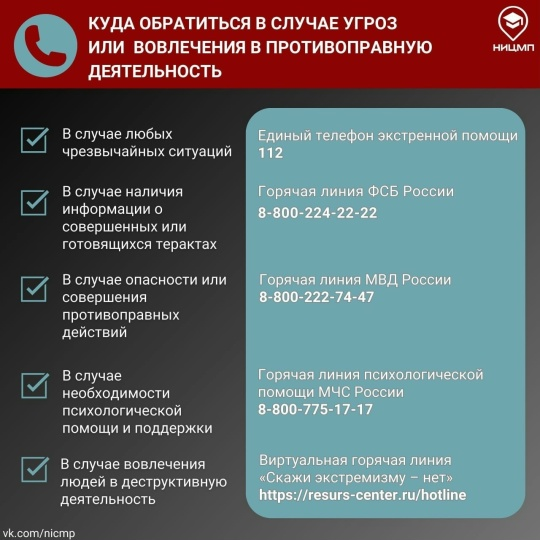 КУДА ОБРАТИТЬСЯ В СЛУЧАЕ УГРОЗ
ИЛИ ВОВЛЕЧЕНИЯ В ПРОТИВОПРАВНУЮ
ДЕЯТЕЛЬНОСТЬ
НИЦМП
В случае любых
чрезвычайных ситуаций
Единый телефон экстренной помощи
112
В случае наличия
информации о
совершенных или
готовящихся терактах
Горячая линия ФСБ России
8-800-224-22-22
В случае опасности или
совершения
противоправных
действий
Горячая линия МВД России
8-800-222-74-47
В случае
необходимости
психологической
помощи и поддержки
Горячая линия психологической
помощи МЧС России
8-800-775-17-17
В случае вовлечения
людей в деструктивную
деятельность
Виртуальная горячая линия
«Скажи экстремизму – нет»
https://resurs-center.ru/hotline
vk.com/nicmp